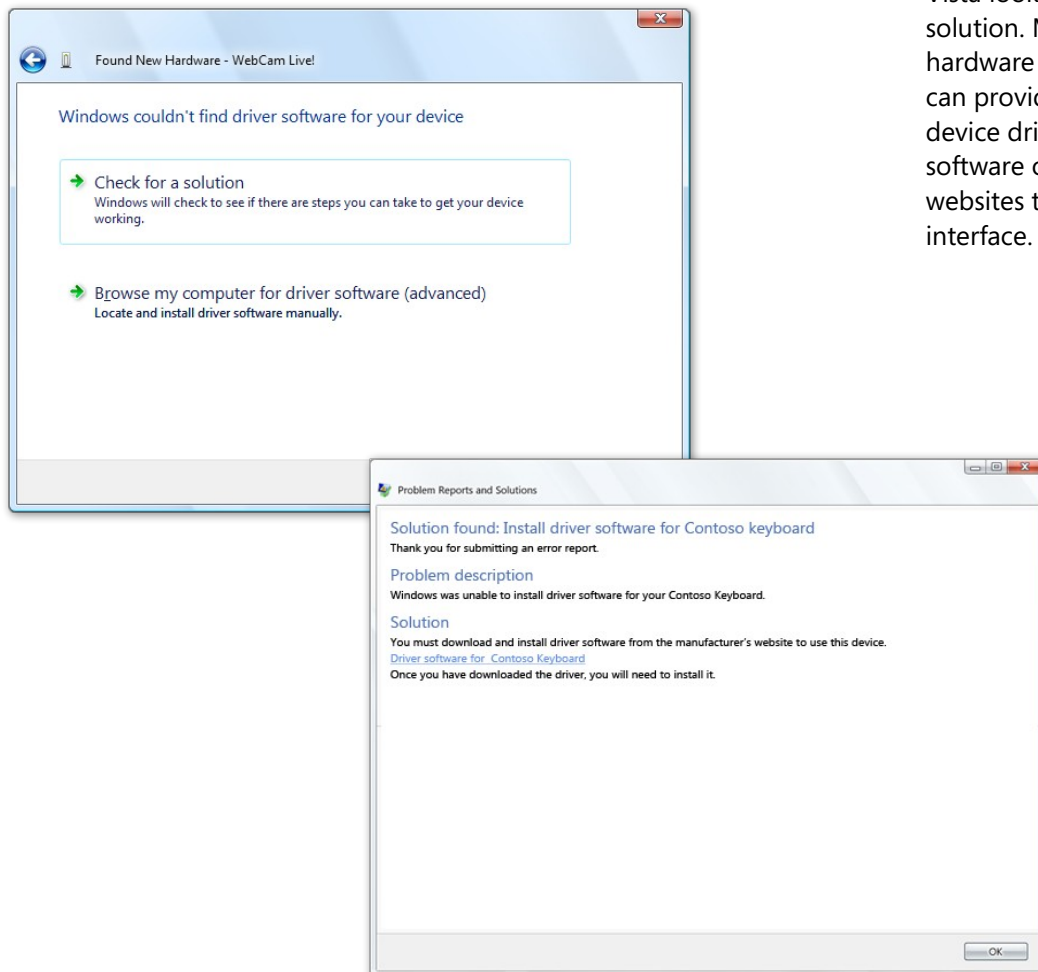 Found New Hardware - WebCam Live!
Windows couldn't find driver software for your device
Check for a solution
Windows will check to see if there are steps you can take to get your device
working.
Browse my computer for driver software (advanced)
Locate and install driver software manually.
solution.
hardware
device
software
websites
interface.
Problem Reports and Solutions
Solution found: Install driver software for Contoso keyboard
Thank you for submitting an error report.
Problem description
Windows was unable to install driver software for your Contoso Keyboard.
Solution
You must download and install driver software from the manufacturer's website to use this device.
Driver software for Contoso Keyboard
Once you have downloaded the driver, you will need to install it.
OK